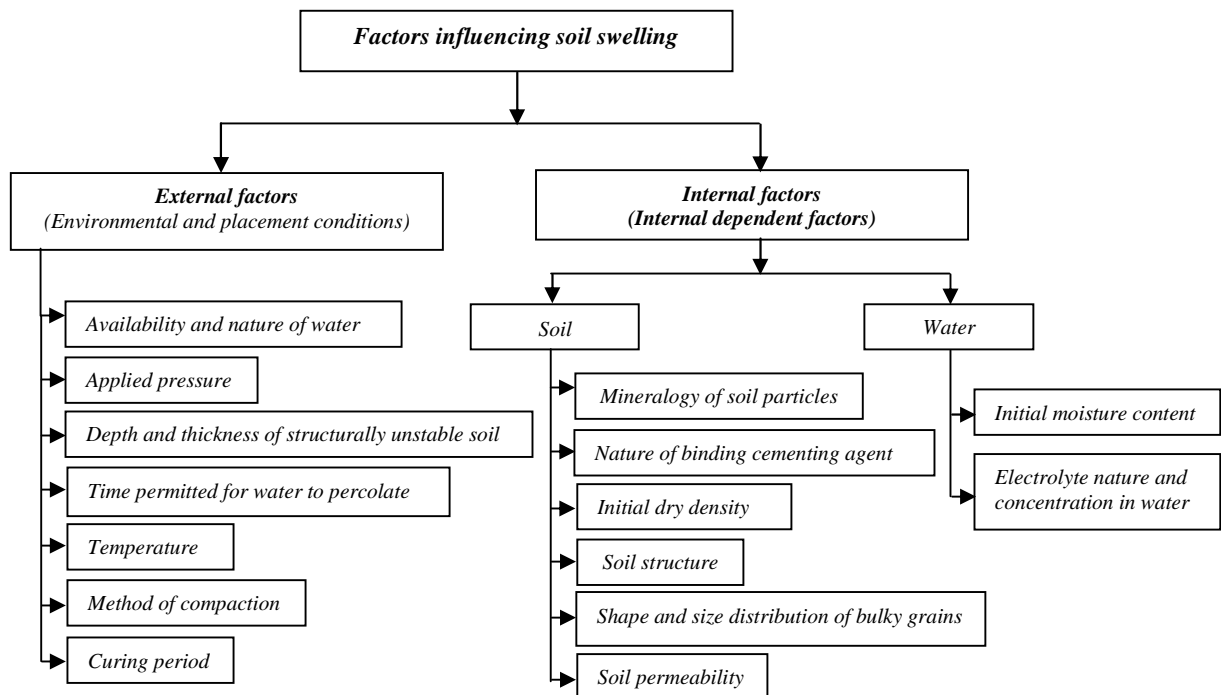 Factors influencing soil swelling
External factors
(Environmental and placement conditions)
Availability and nature of water
Applied pressure
Depth and thickness of structurally unstable soil
Time permitted for water to percolate
Temperature
Method of compaction
Curing period
Internal factors
(Internal dependent factors)
Soil
Mineralogy of soil particles
Nature of binding cementing agent
Initial dry density
Soil structure
Shape and size distribution of bulky grains
Soil permeability
Water
Initial moisture content
Electrolyte nature and
concentration in water